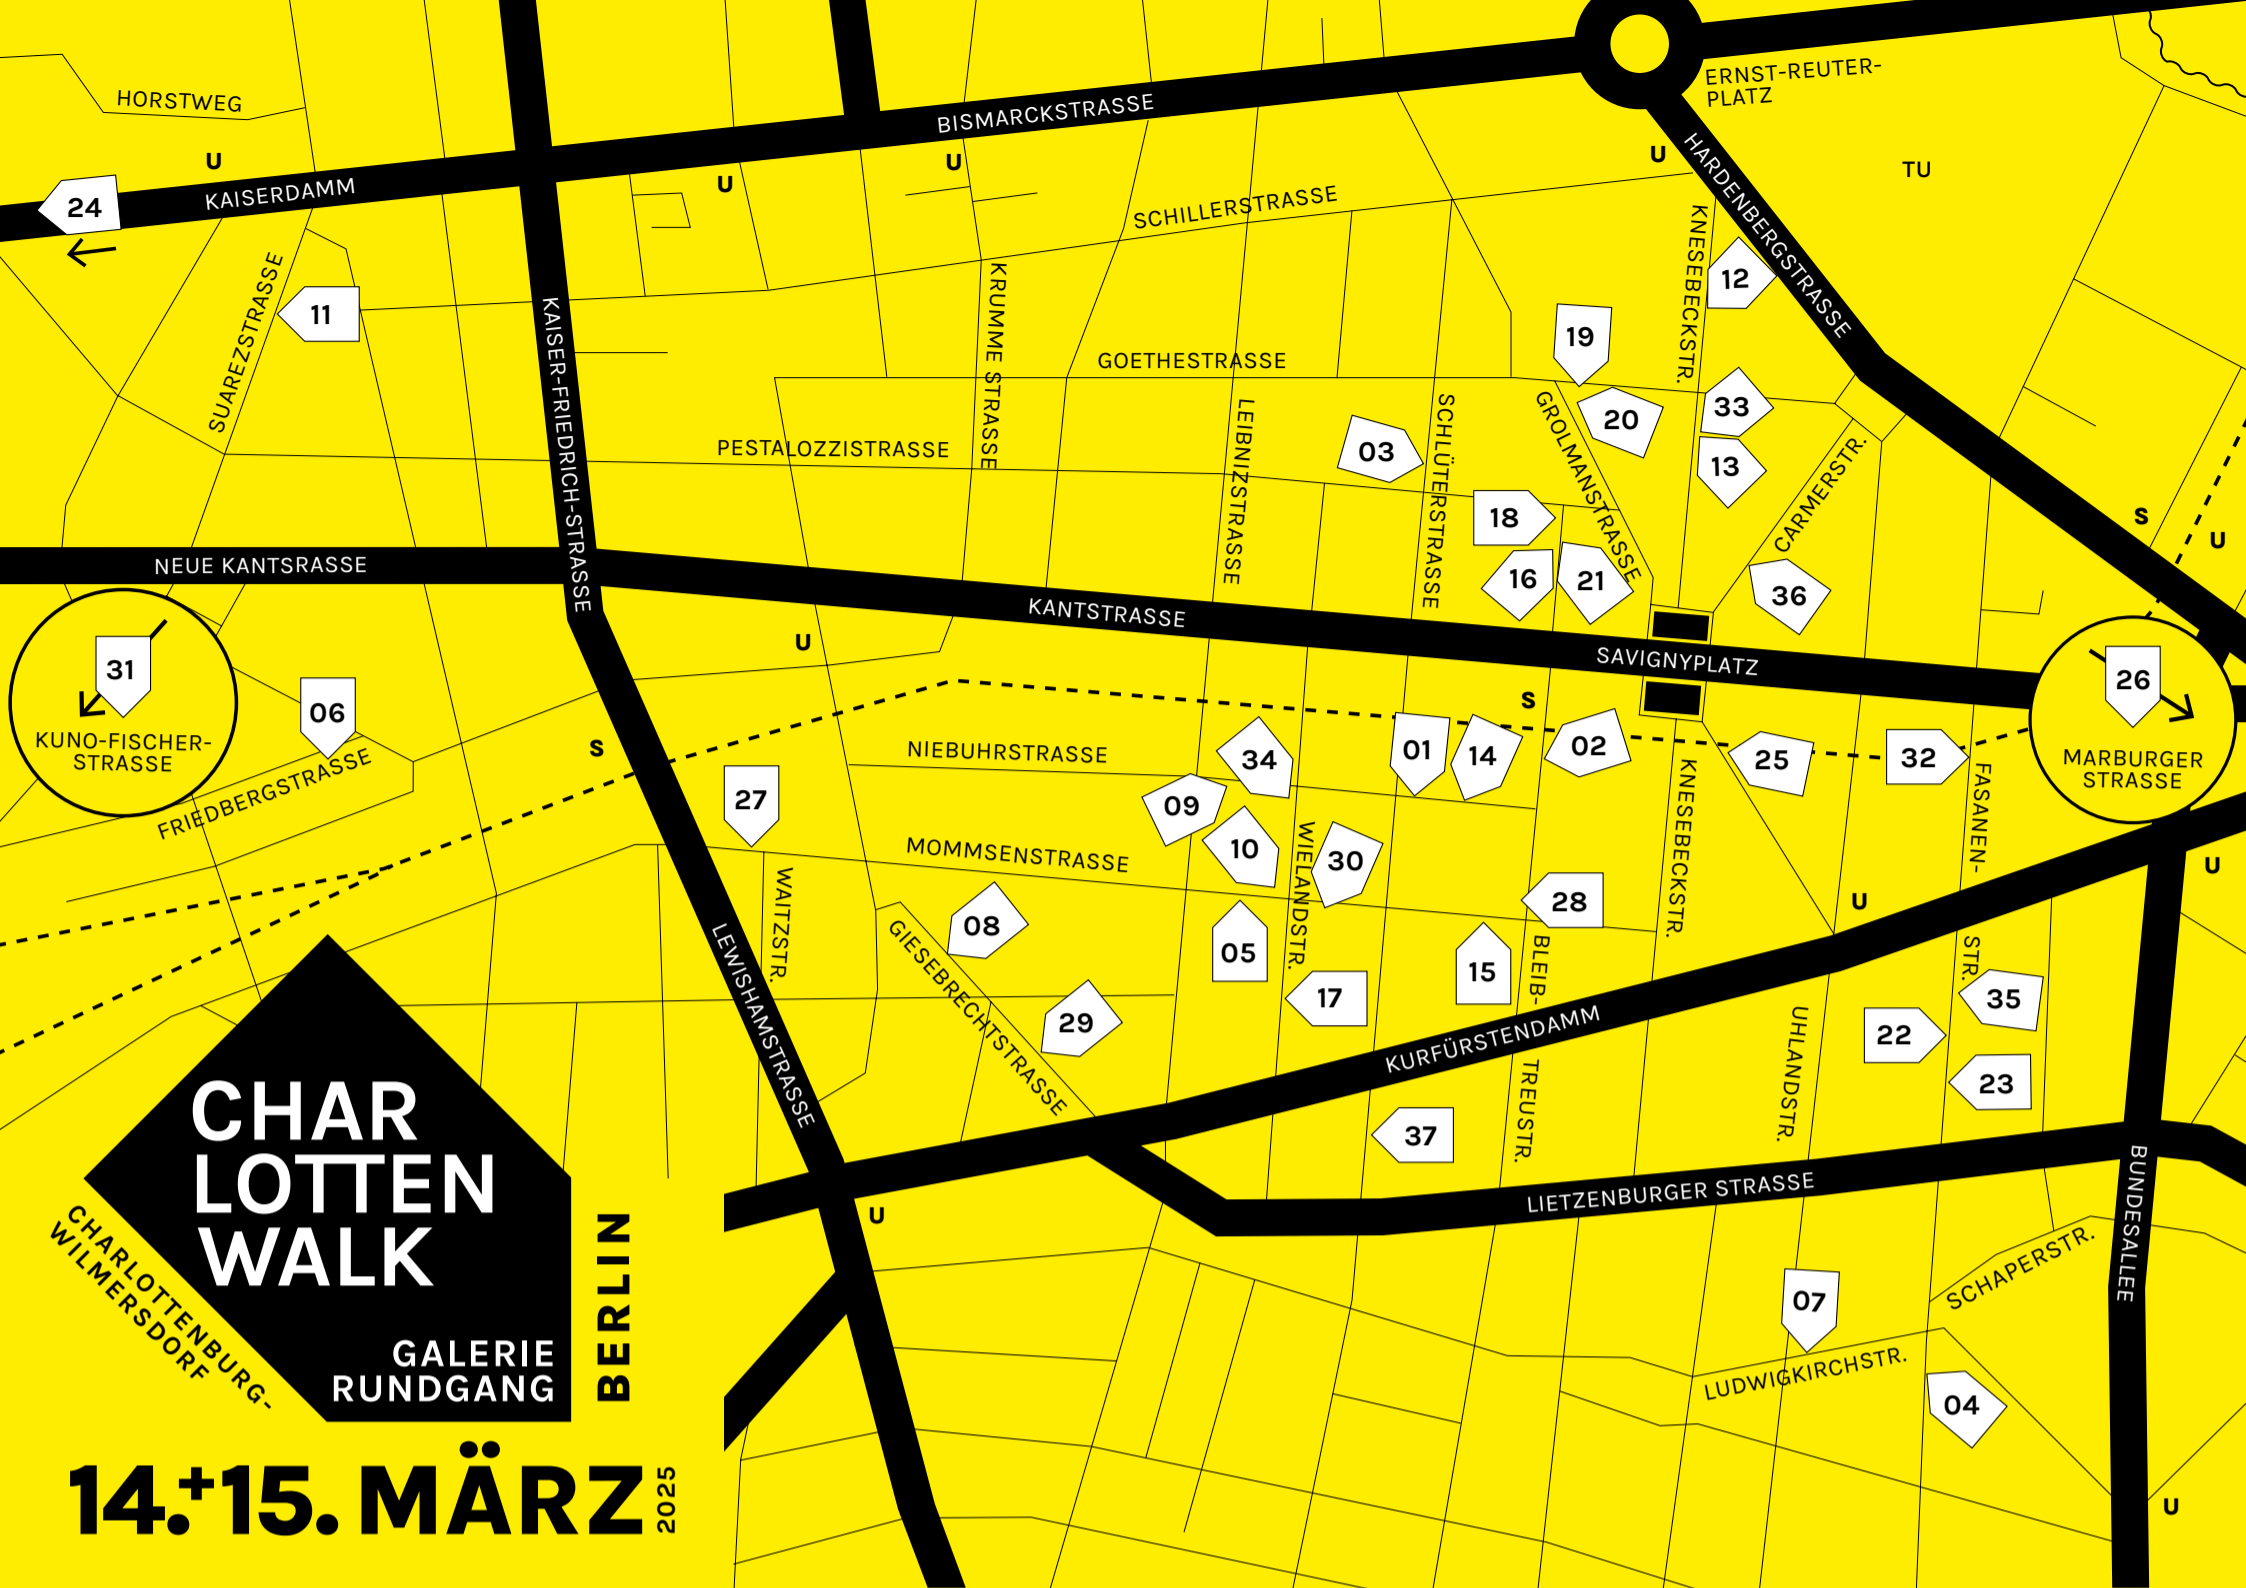 ERNST-REUTER-
PLATZ
HORSTWEG
BISMARCKSTRASSE
U
U
U
U
TU
HARDENBERGSTRASSE
24
KAISERDAMM
SCHILLERSTRASSE
KNESEBECKSTR.
12
11
SUAREZSTRASSE
KAISER-FRIEDRICH-STRASSE
KRUMME STRASSE
19
GOETHESTRASSE
LEIBNIZSTRASSE
SCHLÜTERSTRASSE
GROLMANSTRASSE
20
33
PESTALOZZISTRASSE
03
13
CARMERSTR.
18
S
U
NEUE KANTSRASSE
16
21
36
KANTSTRASSE
U
SAVIGNYPLATZ
31
KUNO-FISCHER-
STRASSE
06
FRIEDBERGSTRASSE
S
S
26
MARBURGER
STRASSE
NIEBUHRSTRASSE
34
01
14
02
25
32
27
09
10
WIELANDSTR.
30
KNESEBECKSTR.
FASANEN-
STR.
MOMMSENSTRASSE
WAITZSTR.
28
U
U
08
GIESEBRECHTSTRASSE
05
15
BLEIB-
TREUSTR.
LEWISHAMSTRASSE
17
29
KURFÜRSTENDAMM
UHLANDSTR.
22
35
23
37
BUNDESALLEE
LIETZENBURGER STRASSE
U
SCHAPERSTR.
07
LUDWIGKIRCHSTR.
04
U
CHAR
LOTTEN
WALK
GALERIE
RUNDGANG
CHARLOTTENBURG-
WILMERSDORF
BERLIN
14.+15. MÄRZ
2025